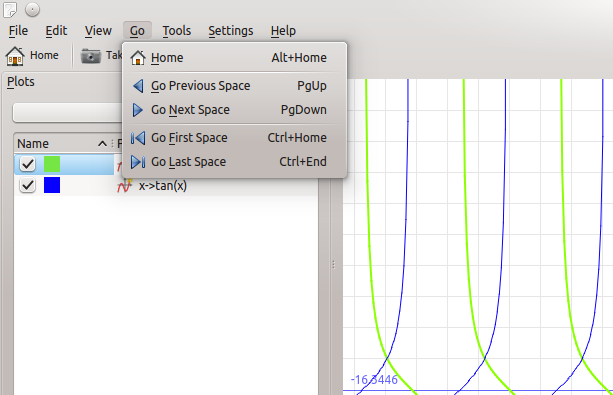 File Edit View Go Tools Settings Help
Home Tak
Home Alt+Home
Go Previous Space PgUp
Go Next Space PgDown
Go First Space Ctrl+Home
Go Last Space Ctrl+End
Plots
Name
x->tan(x)
-16.3446